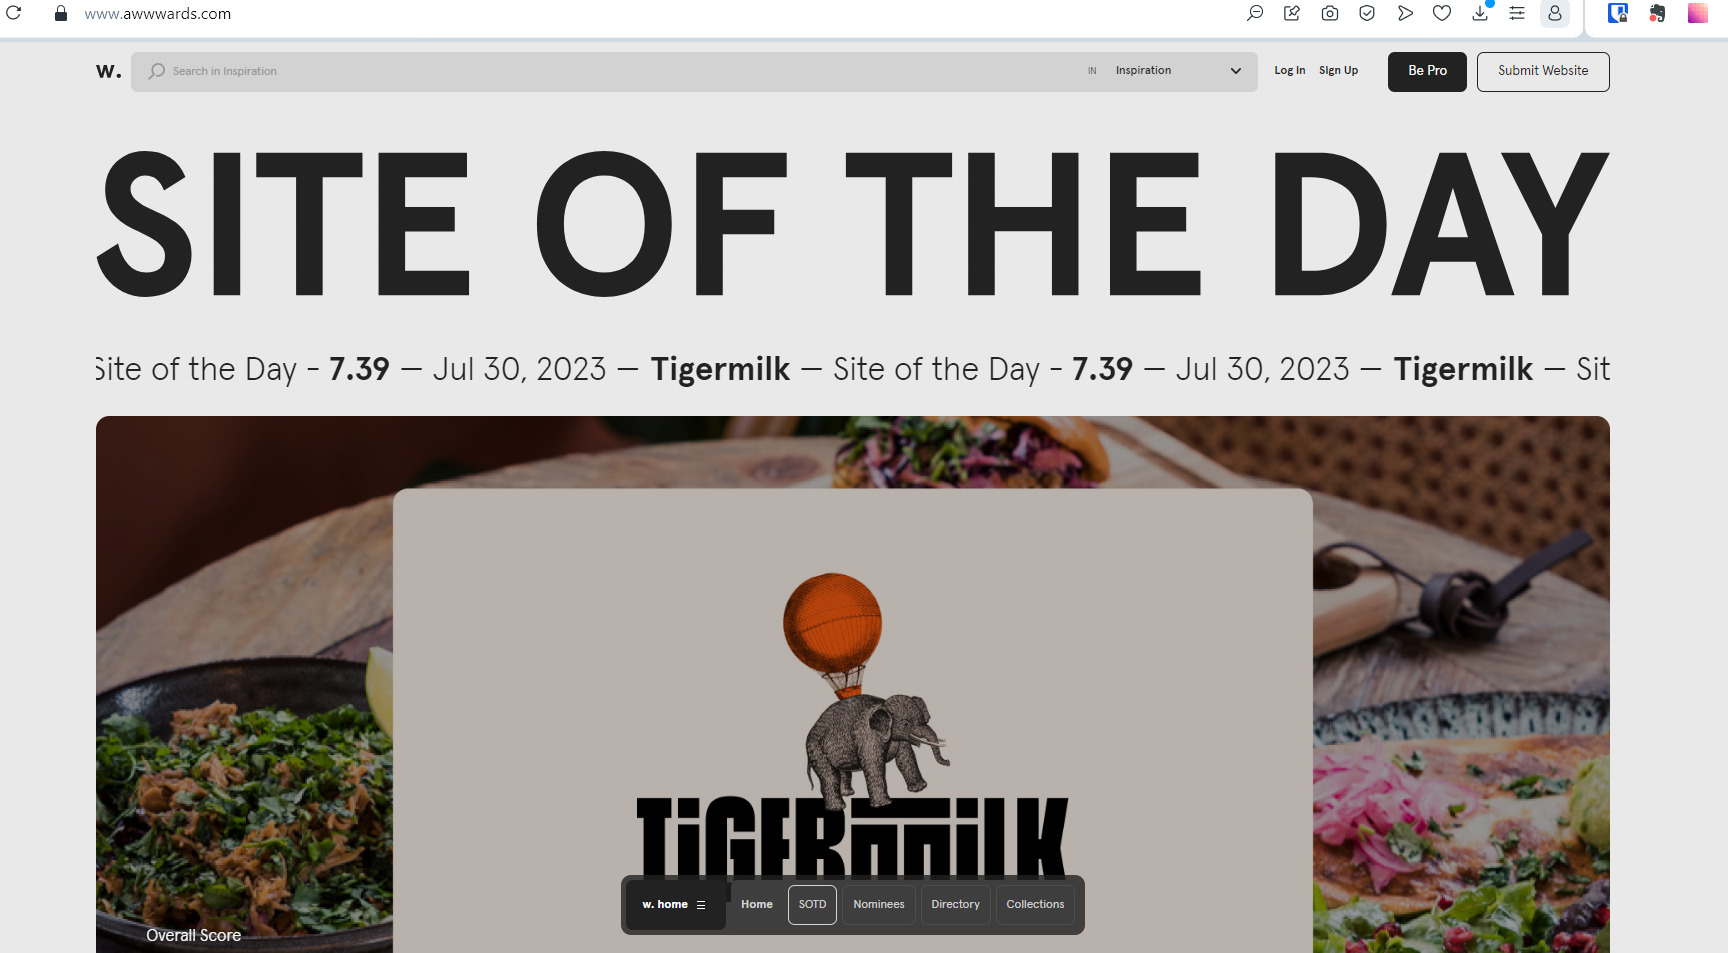 www.awwwards.com
w. Search in Inspiration IN Inspiration Log In Sign Up Be Pro Submit Website
SITE OF THE DAY
Site of the Day - 7.39 — Jul 30, 2023 — Tigermilk — Site of the Day - 7.39 — Jul 30, 2023 — Tigermilk — Sit
TiGERMiLK
w. home Home SOTD Nominees Directory Collections
Overall Score